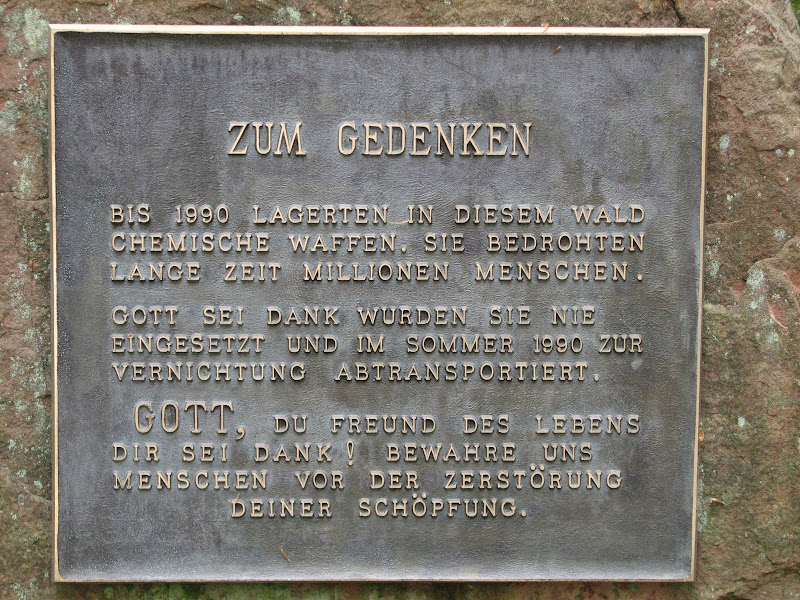 ZUM GEDENKEN
BIS 1990 LAGERTEN IN DIESEM WALD
CHEMISCHE WAFFEN. SIE BEDROHTEN
LANGE ZEIT MILLIONEN MENSCHEN.
GOTT SEI DANK WURDEN SIE NIE
EINGESETZT UND IM SOMMER 1990 ZUR
VERNICHTUNG ABTRANSPORTIERT.
GOTT, DU FREUND DES LEBENS
DIR SEI DANK! BEWAHRE UNS
MENSCHEN VOR DER ZERSTÖRUNG
DEINER SCHÖPFUNG.